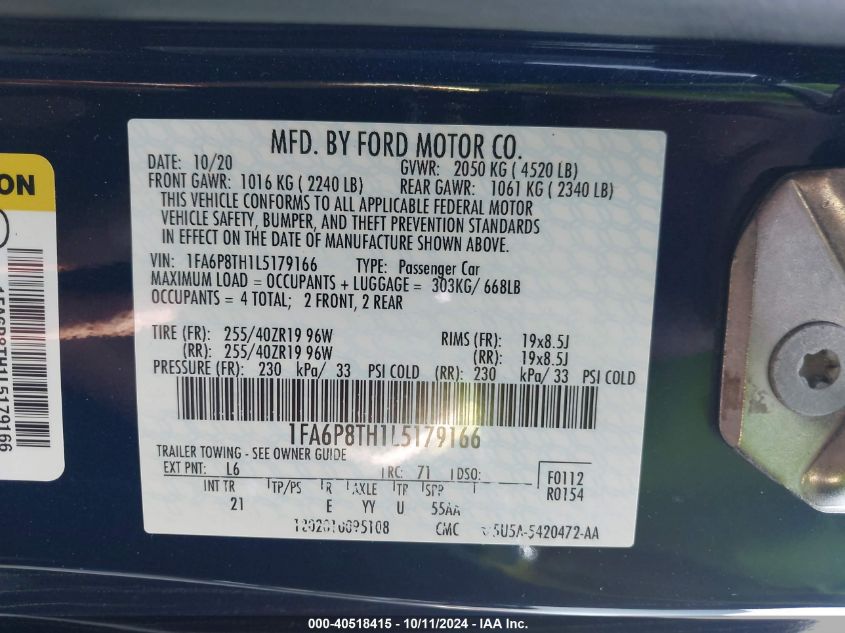 MFD. BY FORD MOTOR CO.
DATE: 10/20 GVWR: 2050 KG ( 4520 LB)
FRONT GAWR: 1016 KG ( 2240 LB) REAR GAWR: 1061 KG ( 2340 LB)
THIS VEHICLE CONFORMS TO ALL APPLICABLE FEDERAL MOTOR
VEHICLE SAFETY, BUMPER, AND THEFT PREVENTION STANDARDS
IN EFFECT ON THE DATE OF MANUFACTURE SHOWN ABOVE.
VIN: 1FA6P8TH1L5179166 TYPE: Passenger Car
MAXIMUM LOAD = OCCUPANTS + LUGGAGE = 303KG/ 668LB
OCCUPANTS = 4 TOTAL; 2 FRONT, 2 REAR
TIRE (FR): 255/40ZR19 96W RIMS (FR): 19x8.5J
(RR): 255/40ZR19 96W (RR): 19x8.5J
PRESSURE (FR): 230 kPa/ 33 PSI COLD (RR): 230 kPa/ 33 PSI COLD
1FA6P8TH1L5179166
TRAILER TOWING - SEE OWNER GUIDE
EXT PNT: L6 RC: 71 DSO: F0112
R0154
INT TR TP/PS R AXLE TR SPR
21 E YY U 55AA
CMC 5U5A-5420472-AA
ON
1FA6P8TH1L5179166
000-40518415 - 10/11/2024 - IAA Inc.